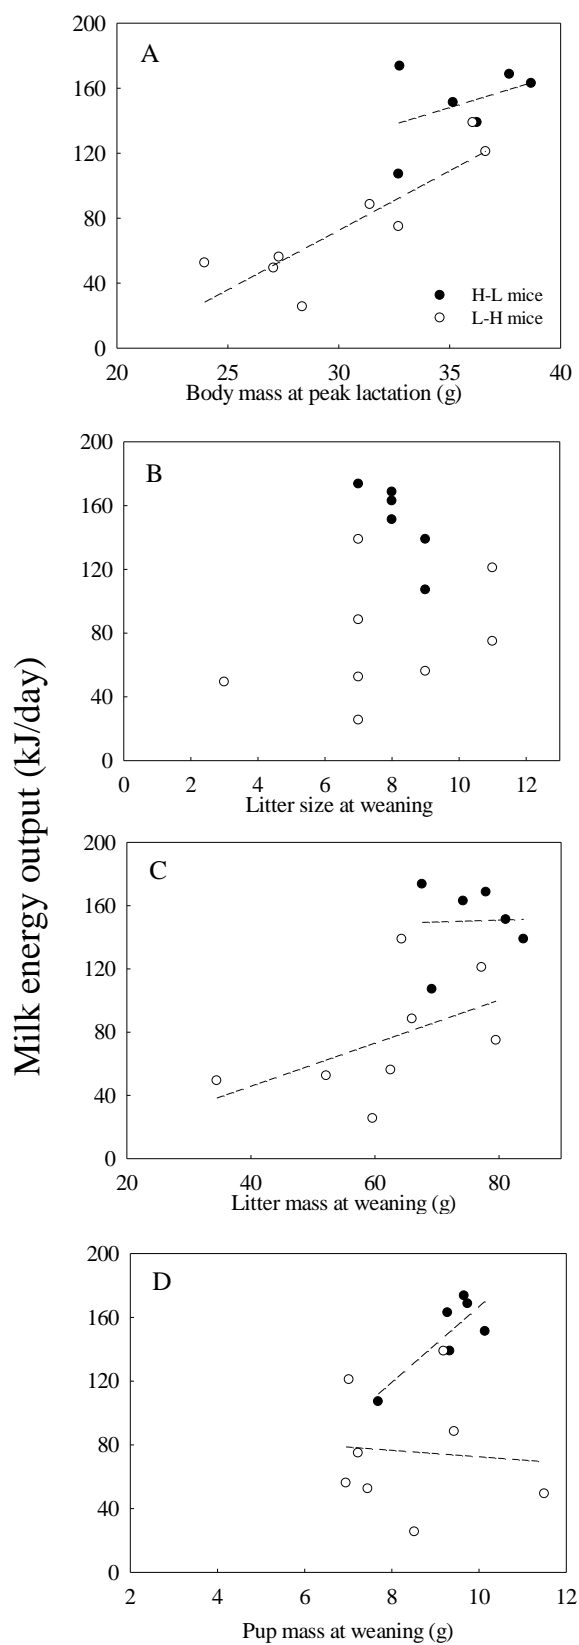 Milk energy output (kJ/day)
A
200
160
120
80
40
0
H-L mice
L-H mice
20 25 30 35 40
Body mass at peak lactation (g)
B
200
160
120
80
40
0
0 2 4 6 8 10 12
Litter size at weaning
C
200
160
120
80
40
0
20 40 60 80
Litter mass at weaning (g)
D
200
160
120
80
40
0
2 4 6 8 10 12
Pup mass at weaning (g)